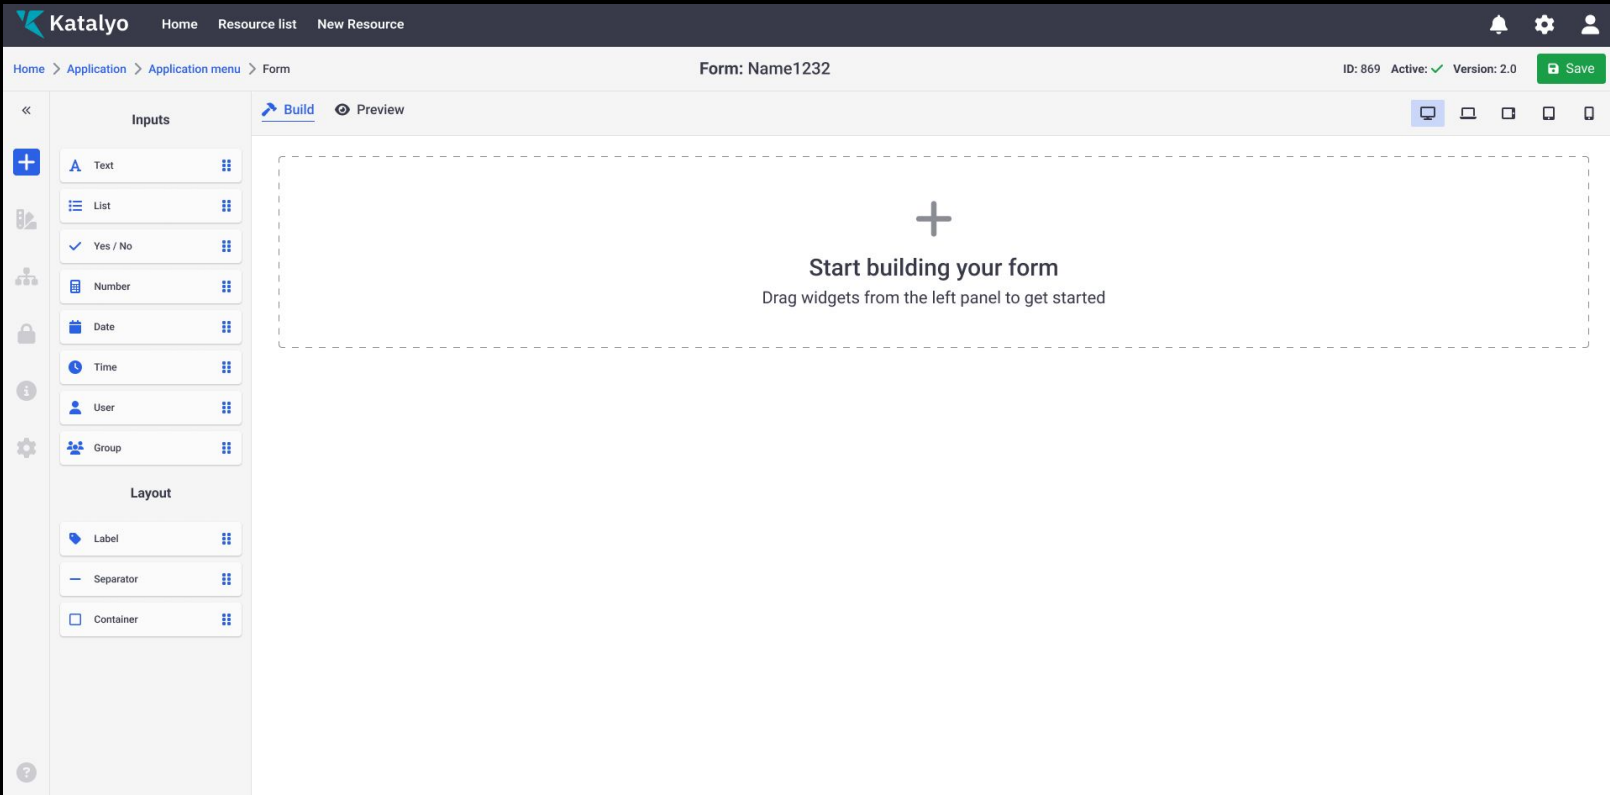 Katalyo Home Resource list New Resource
Home > Application > Application menu > Form
Form: Name1232
ID: 869 Active: Version: 2.0 Save
Inputs
Text
List
Yes / No
Number
Date
Time
User
Group
Layout
Label
Separator
Container
Build Preview
Start building your form
Drag widgets from the left panel to get started